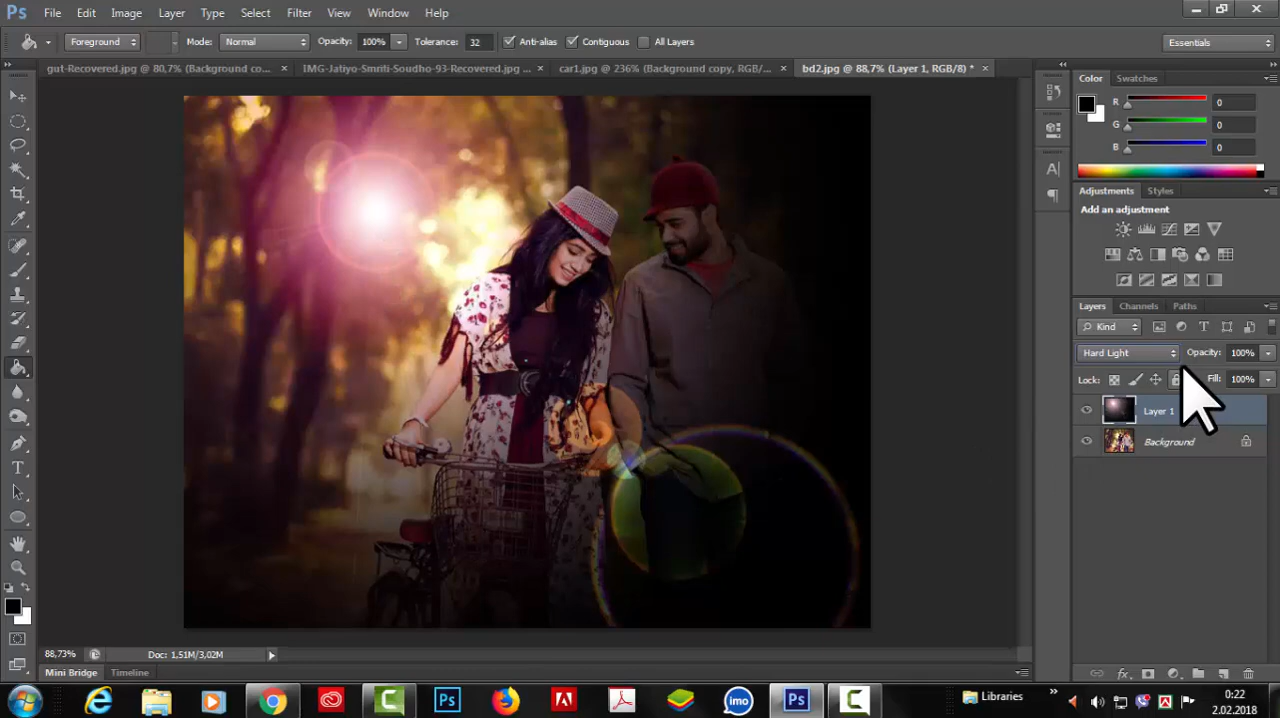 Ps File Edit Image Layer Type Select Filter View Window Help
Foreground Mode: Normal Opacity: 100% Tolerance: 32 Anti-alias Contiguous All Layers Essentials
gut-Recovered.jpg @ 80,7% (Background co... IMG-Jatiyo-Smriti-Soudho-93-Recovered.jpg ... car1.jpg @ 236% (Background copy, RGB/... bd2.jpg @ 88,7% (Layer 1, RGB/8) *
Color Swatches
R 0
G 0
B 0
Adjustments Styles
Add an adjustment
Layers Channels Paths
Kind
Hard Light Opacity: 100%
Lock: Fill: 100%
Layer 1
Background
88,73% Doc: 1,51M/3,02M
Mini Bridge Timeline
Ps imo Ps Libraries 0:22
2.02.2018